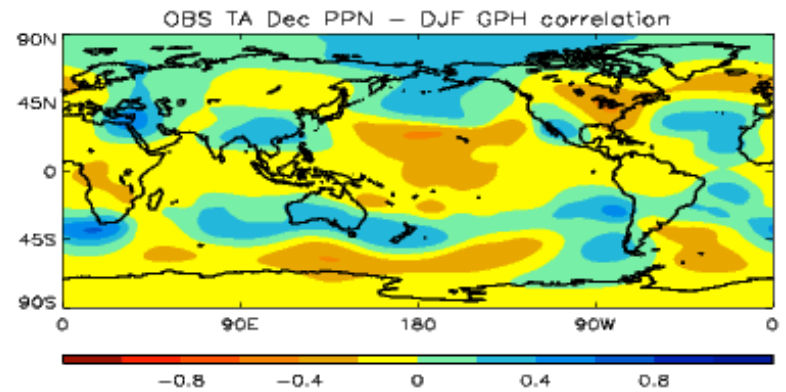 OBS TA Dec PPN – DJF GPH correlation
90N
45N
0
45S
90S
0 90E 180 90W 0
−0.8 −0.4 0 0.4 0.8